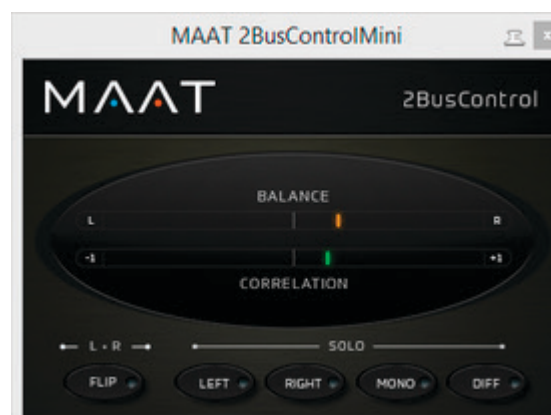 MAAT 2BusControlMini
MAAT 2BusControl
BALANCE
L R
-1 +1
CORRELATION
L • R SOLO
FLIP LEFT RIGHT MONO DIFF